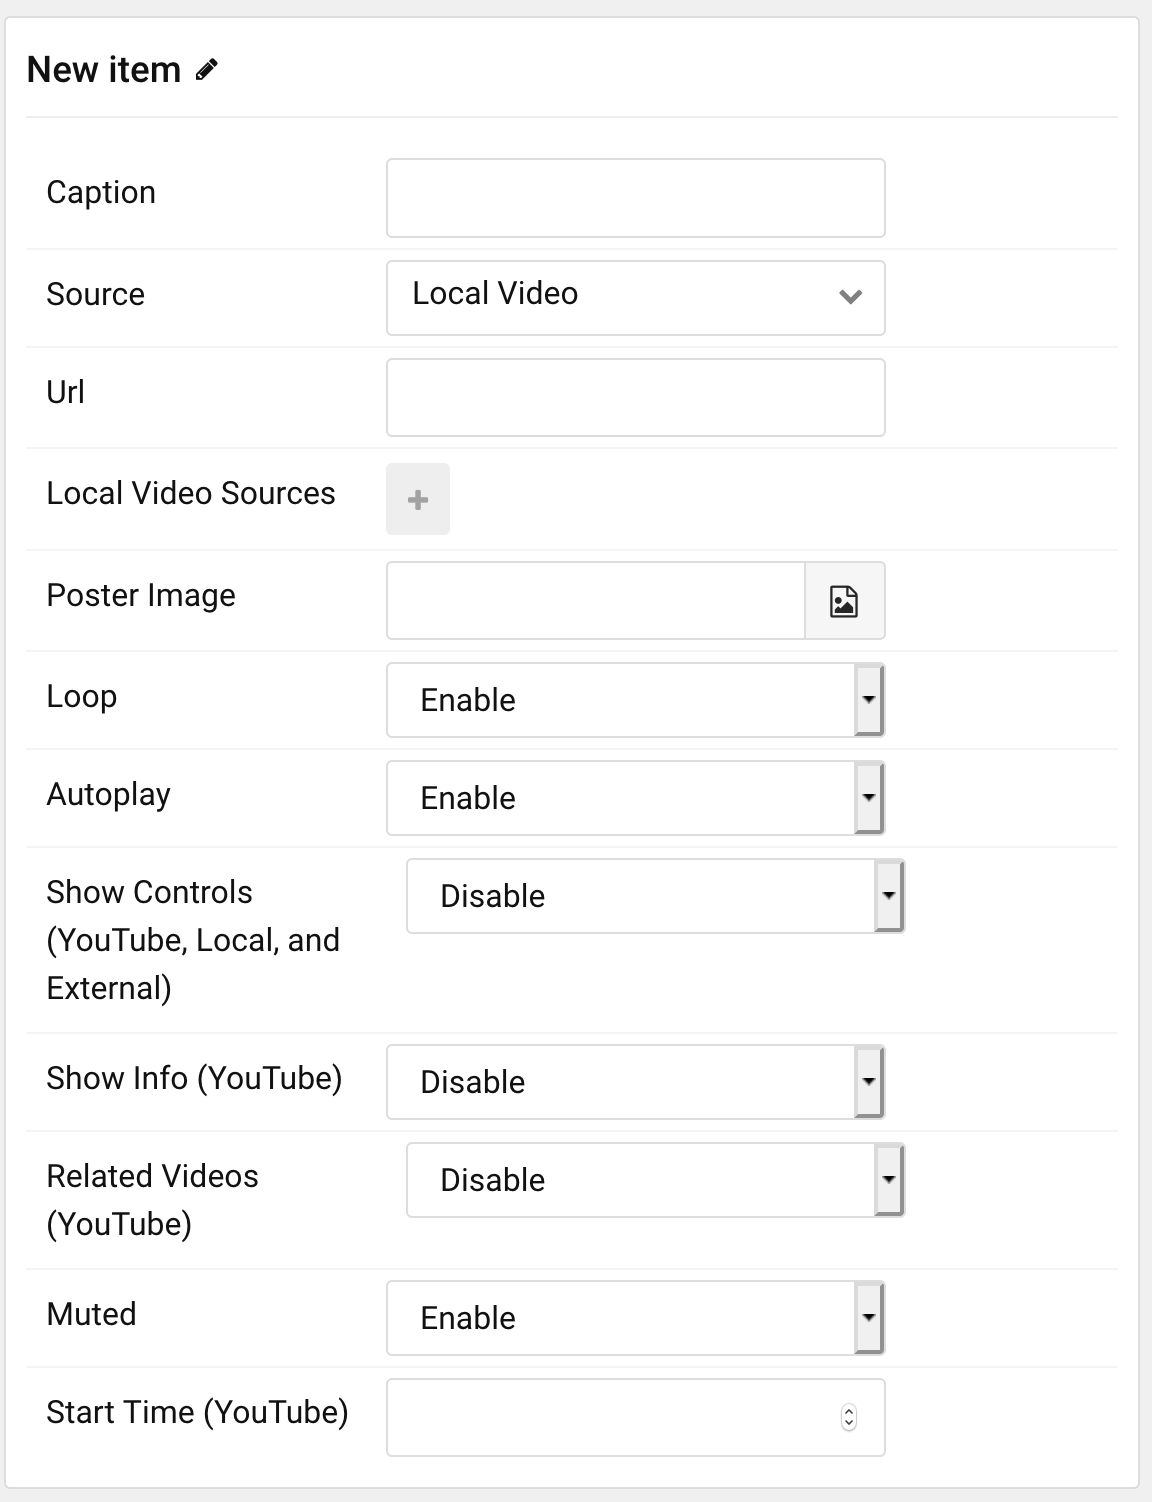 New item
Caption
Source
Local Video
Url
Local Video Sources
Poster Image
Loop
Enable
Autoplay
Enable
Show Controls
(YouTube, Local, and
External)
Disable
Show Info (YouTube)
Disable
Related Videos
(YouTube)
Disable
Muted
Enable
Start Time (YouTube)